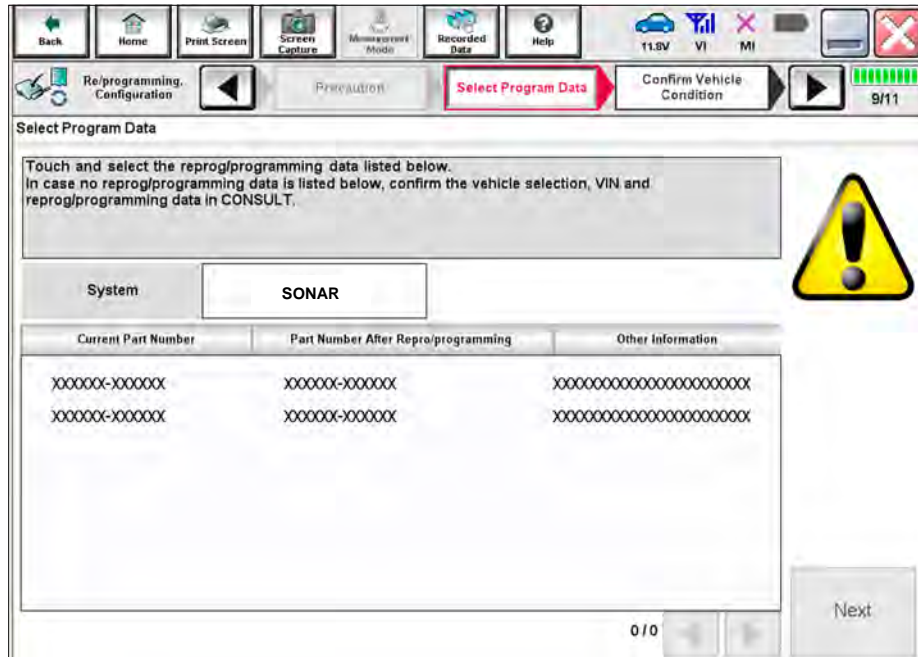 Back
Home
Print Screen
Screen Capture
Measurement Mode
Recorded Data
Help
11.8V
VI
MI
Re/programming, Configuration
Precaution
Select Program Data
Confirm Vehicle Condition
9/11
Select Program Data
Touch and select the reprog/programming data listed below.
In case no reprog/programming data is listed below, confirm the vehicle selection, VIN and
reprog/programming data in CONSULT.
System
SONAR
Current Part Number
Part Number After Repro/programming
Other Information
XXXXXX-XXXXXX
XXXXXX-XXXXXX
XXXXXXXXXXXXXXXXXXXXXXX
XXXXXX-XXXXXX
XXXXXX-XXXXXX
XXXXXXXXXXXXXXXXXXXXXXX
0/0
Next